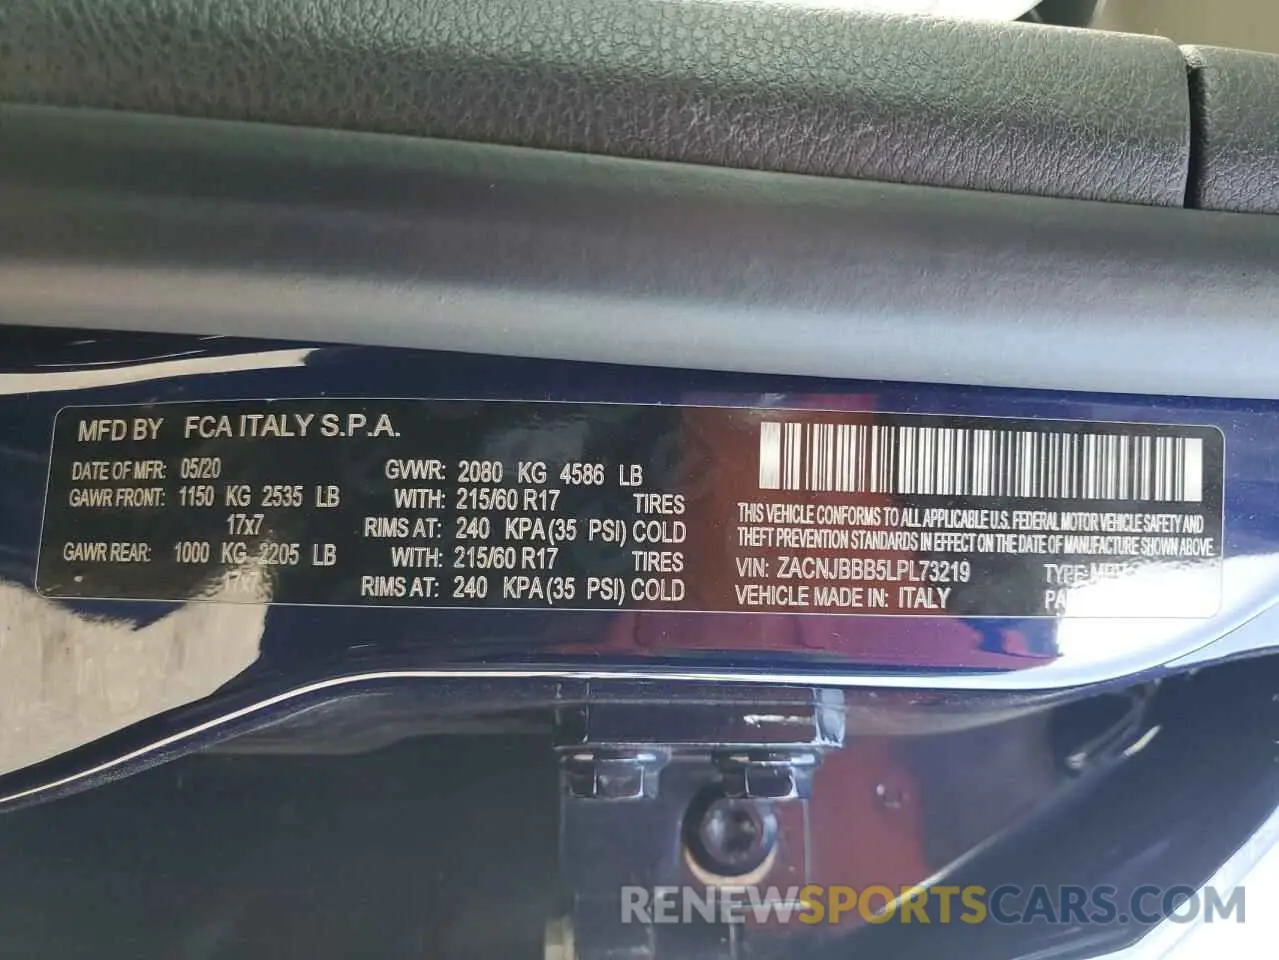 MFD BY FCA ITALY S.P.A.
DATE OF MFR: 05/20 GVWR: 2080 KG 4586 LB
GAWR FRONT: 1150 KG 2535 LB WITH: 215/60 R17 TIRES
17x7 RIMS AT: 240 KPA (35 PSI) COLD
GAWR REAR: 1000 KG 2205 LB WITH: 215/60 R17 TIRES
17x7 RIMS AT: 240 KPA (35 PSI) COLD
THIS VEHICLE CONFORMS TO ALL APPLICABLE U.S. FEDERAL MOTOR VEHICLE SAFETY AND
THEFT PREVENTION STANDARDS IN EFFECT ON THE DATE OF MANUFACTURE SHOWN ABOVE.
VIN: ZACNJBBB5LPL73219 TYPE:
VEHICLE MADE IN: ITALY
RENEWSPORTSCARS.COM